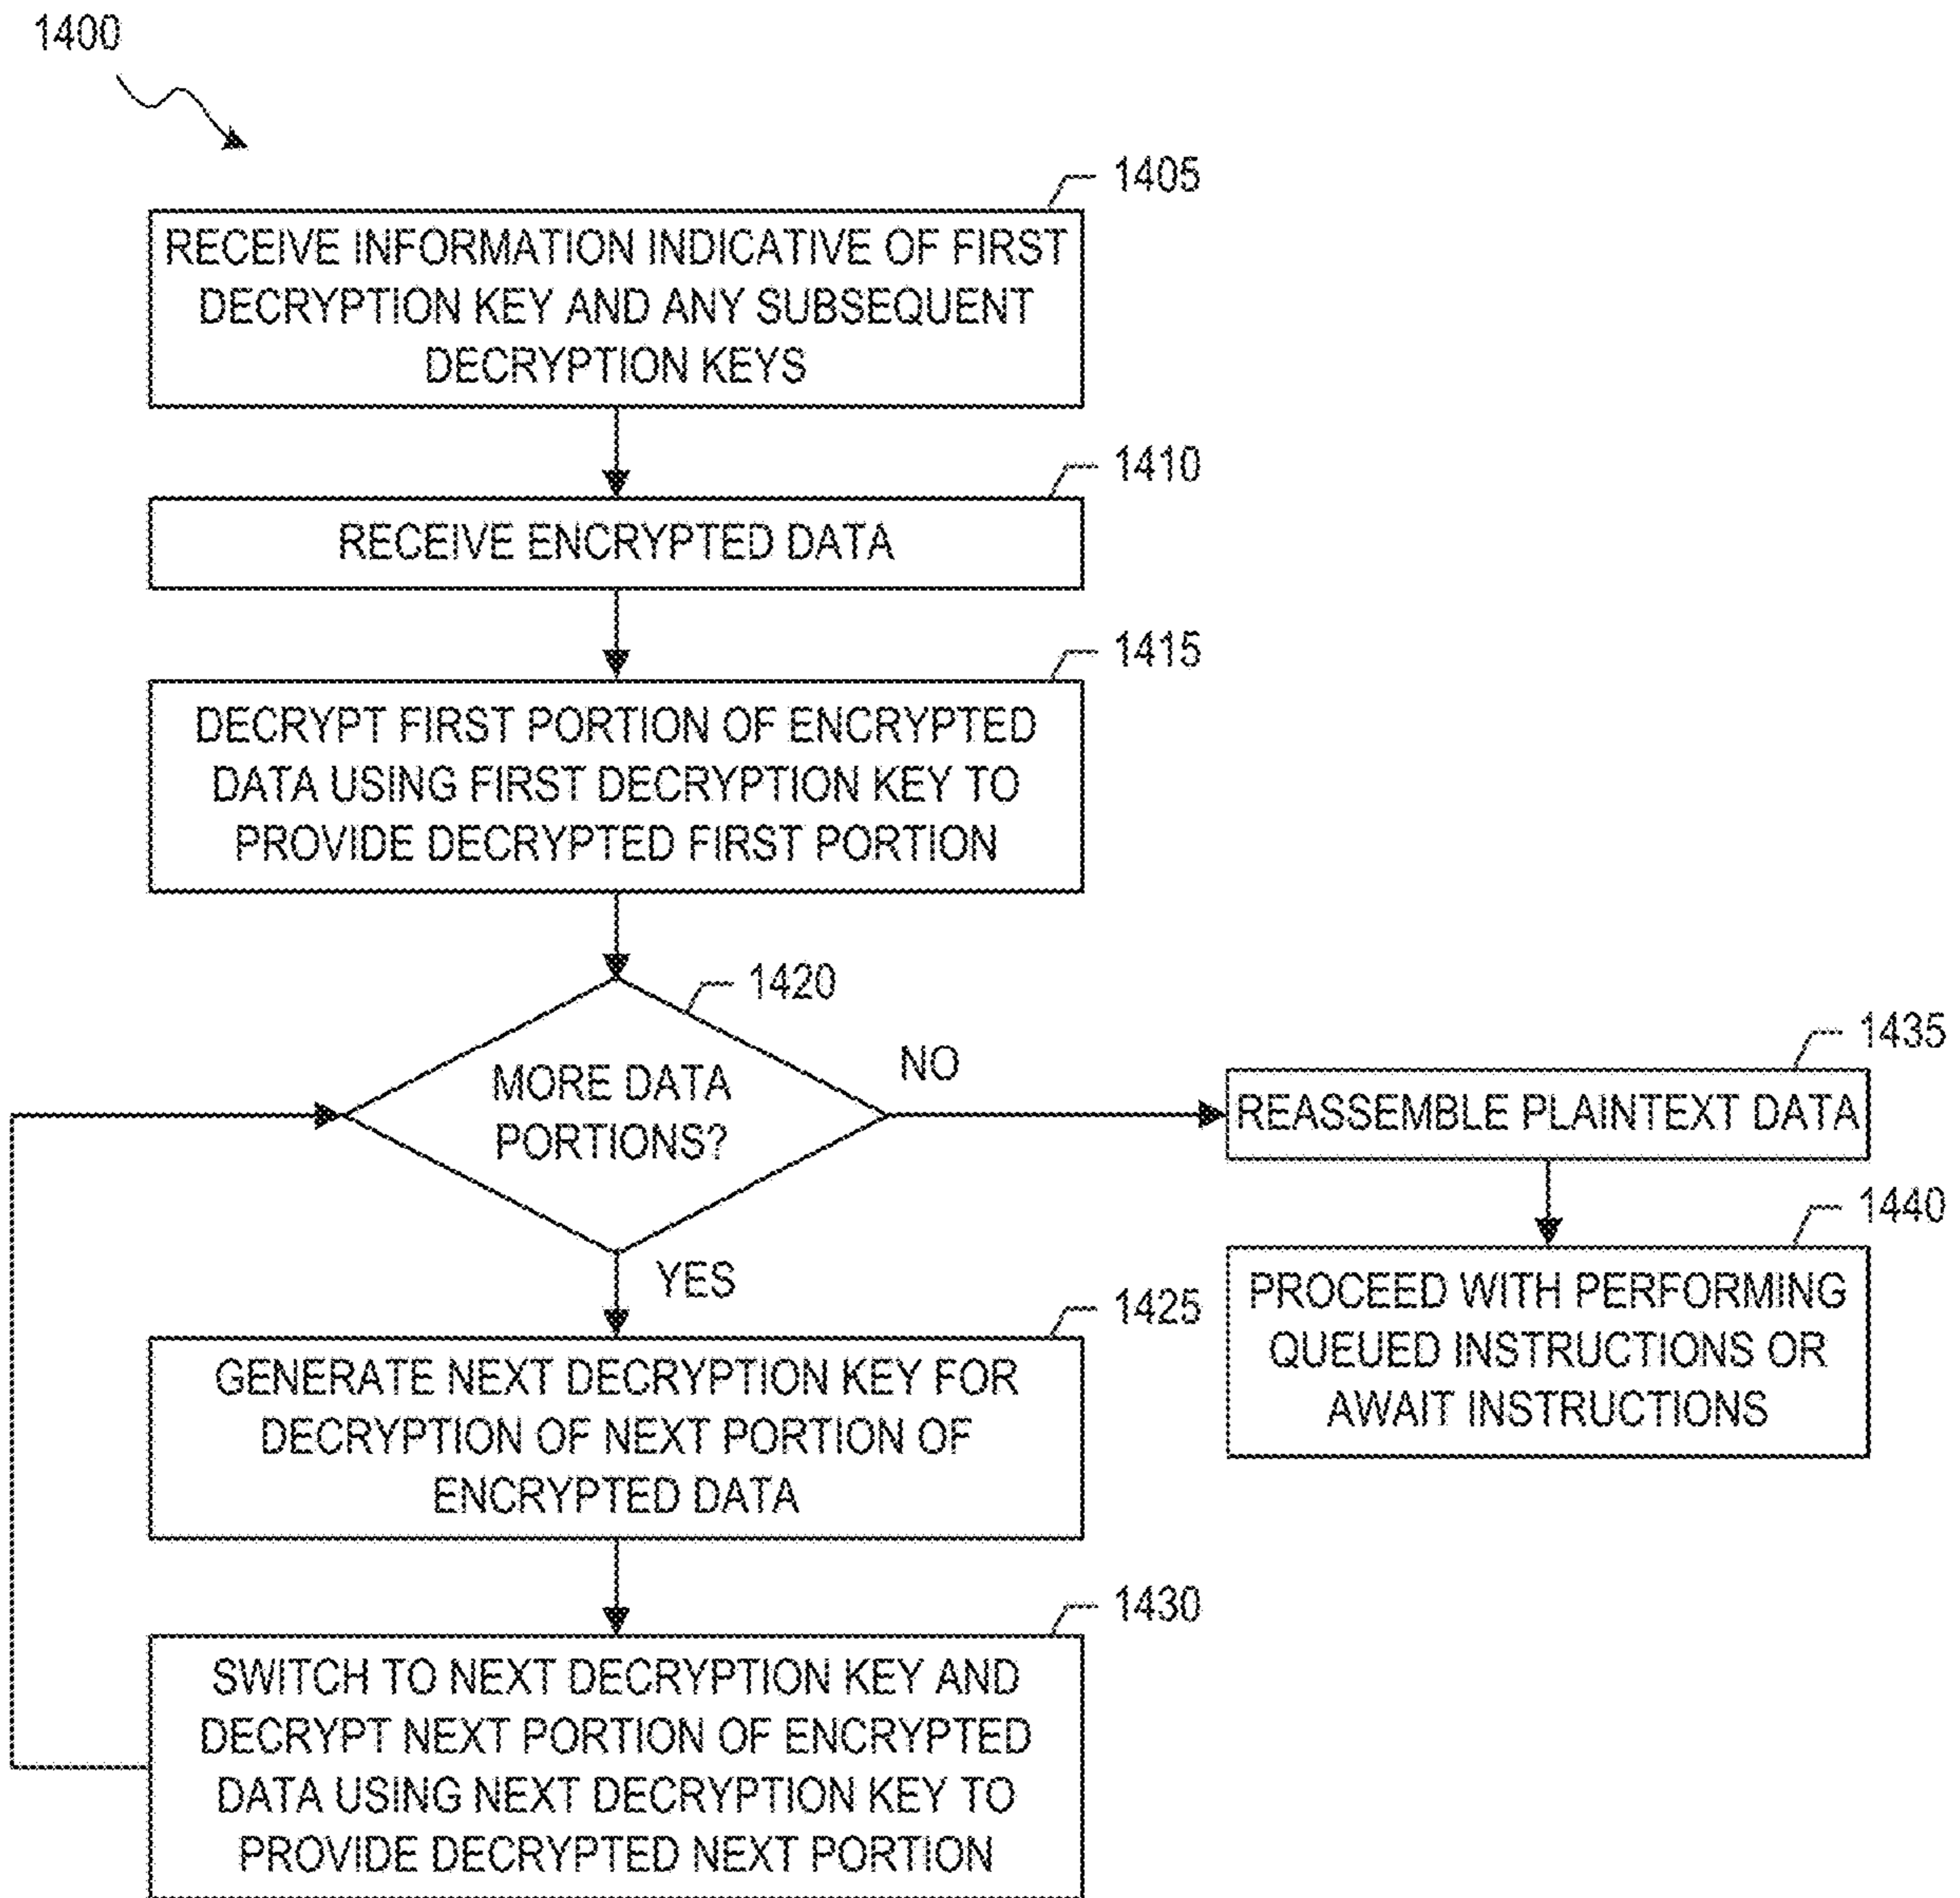 1400
1405
RECEIVE INFORMATION INDICATIVE OF FIRST
DECRYPTION KEY AND ANY SUBSEQUENT
DECRYPTION KEYS
1410
RECEIVE ENCRYPTED DATA
1415
DECRYPT FIRST PORTION OF ENCRYPTED
DATA USING FIRST DECRYPTION KEY TO
PROVIDE DECRYPTED FIRST PORTION
1420
MORE DATA
PORTIONS?
NO
YES
1435
REASSEMBLE PLAINTEXT DATA
1440
PROCEED WITH PERFORMING
QUEUED INSTRUCTIONS OR
AWAIT INSTRUCTIONS
1425
GENERATE NEXT DECRYPTION KEY FOR
DECRYPTION OF NEXT PORTION OF
ENCRYPTED DATA
1430
SWITCH TO NEXT DECRYPTION KEY AND
DECRYPT NEXT PORTION OF ENCRYPTED
DATA USING NEXT DECRYPTION KEY TO
PROVIDE DECRYPTED NEXT PORTION